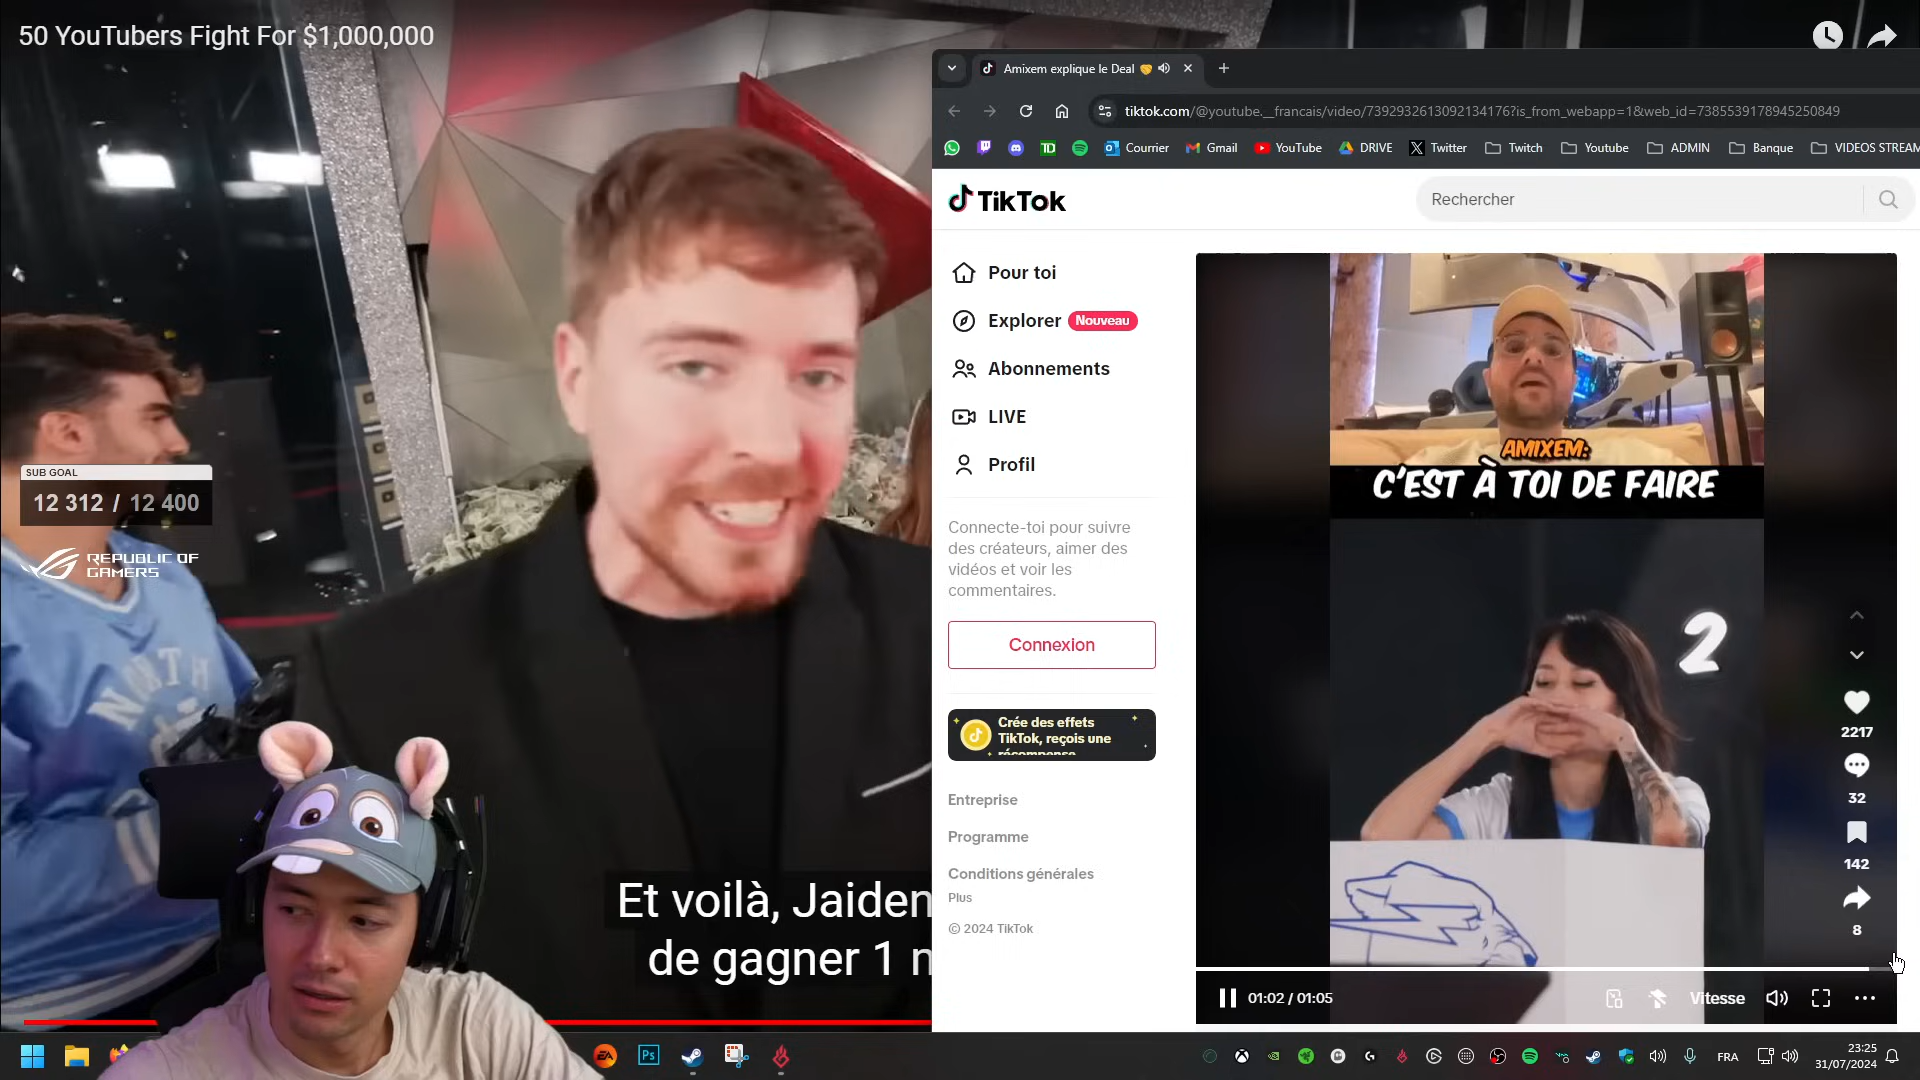 50 YouTubers Fight For $1,000,000
SUB GOAL
12 312 / 12 400
REPUBLIC OF
GAMERS
NORTH
Et voilà, Jaiden
de gagner 1
Amixem explique le Deal 🤝
tiktok.com/@youtube.__francais/video/7392932613092134176?is_from_webapp=1&web_id=7385539178945250849
Courrier
Gmail
YouTube
DRIVE
Twitter
Twitch
Youtube
ADMIN
Banque
VIDEOS STREAM
TikTok
Rechercher
Pour toi
Explorer Nouveau
Abonnements
LIVE
Profil
Connecte-toi pour suivre
des créateurs, aimer des
vidéos et voir les
commentaires.
Connexion
Crée des effets
TikTok, reçois une
récompense
Entreprise
Programme
Conditions générales
Plus
© 2024 TikTok
AMIXEM:
C'EST À TOI DE FAIRE
2
2217
32
142
8
01:02 / 01:05
Vitesse
EA
Ps
FRA
23:25
31/07/2024